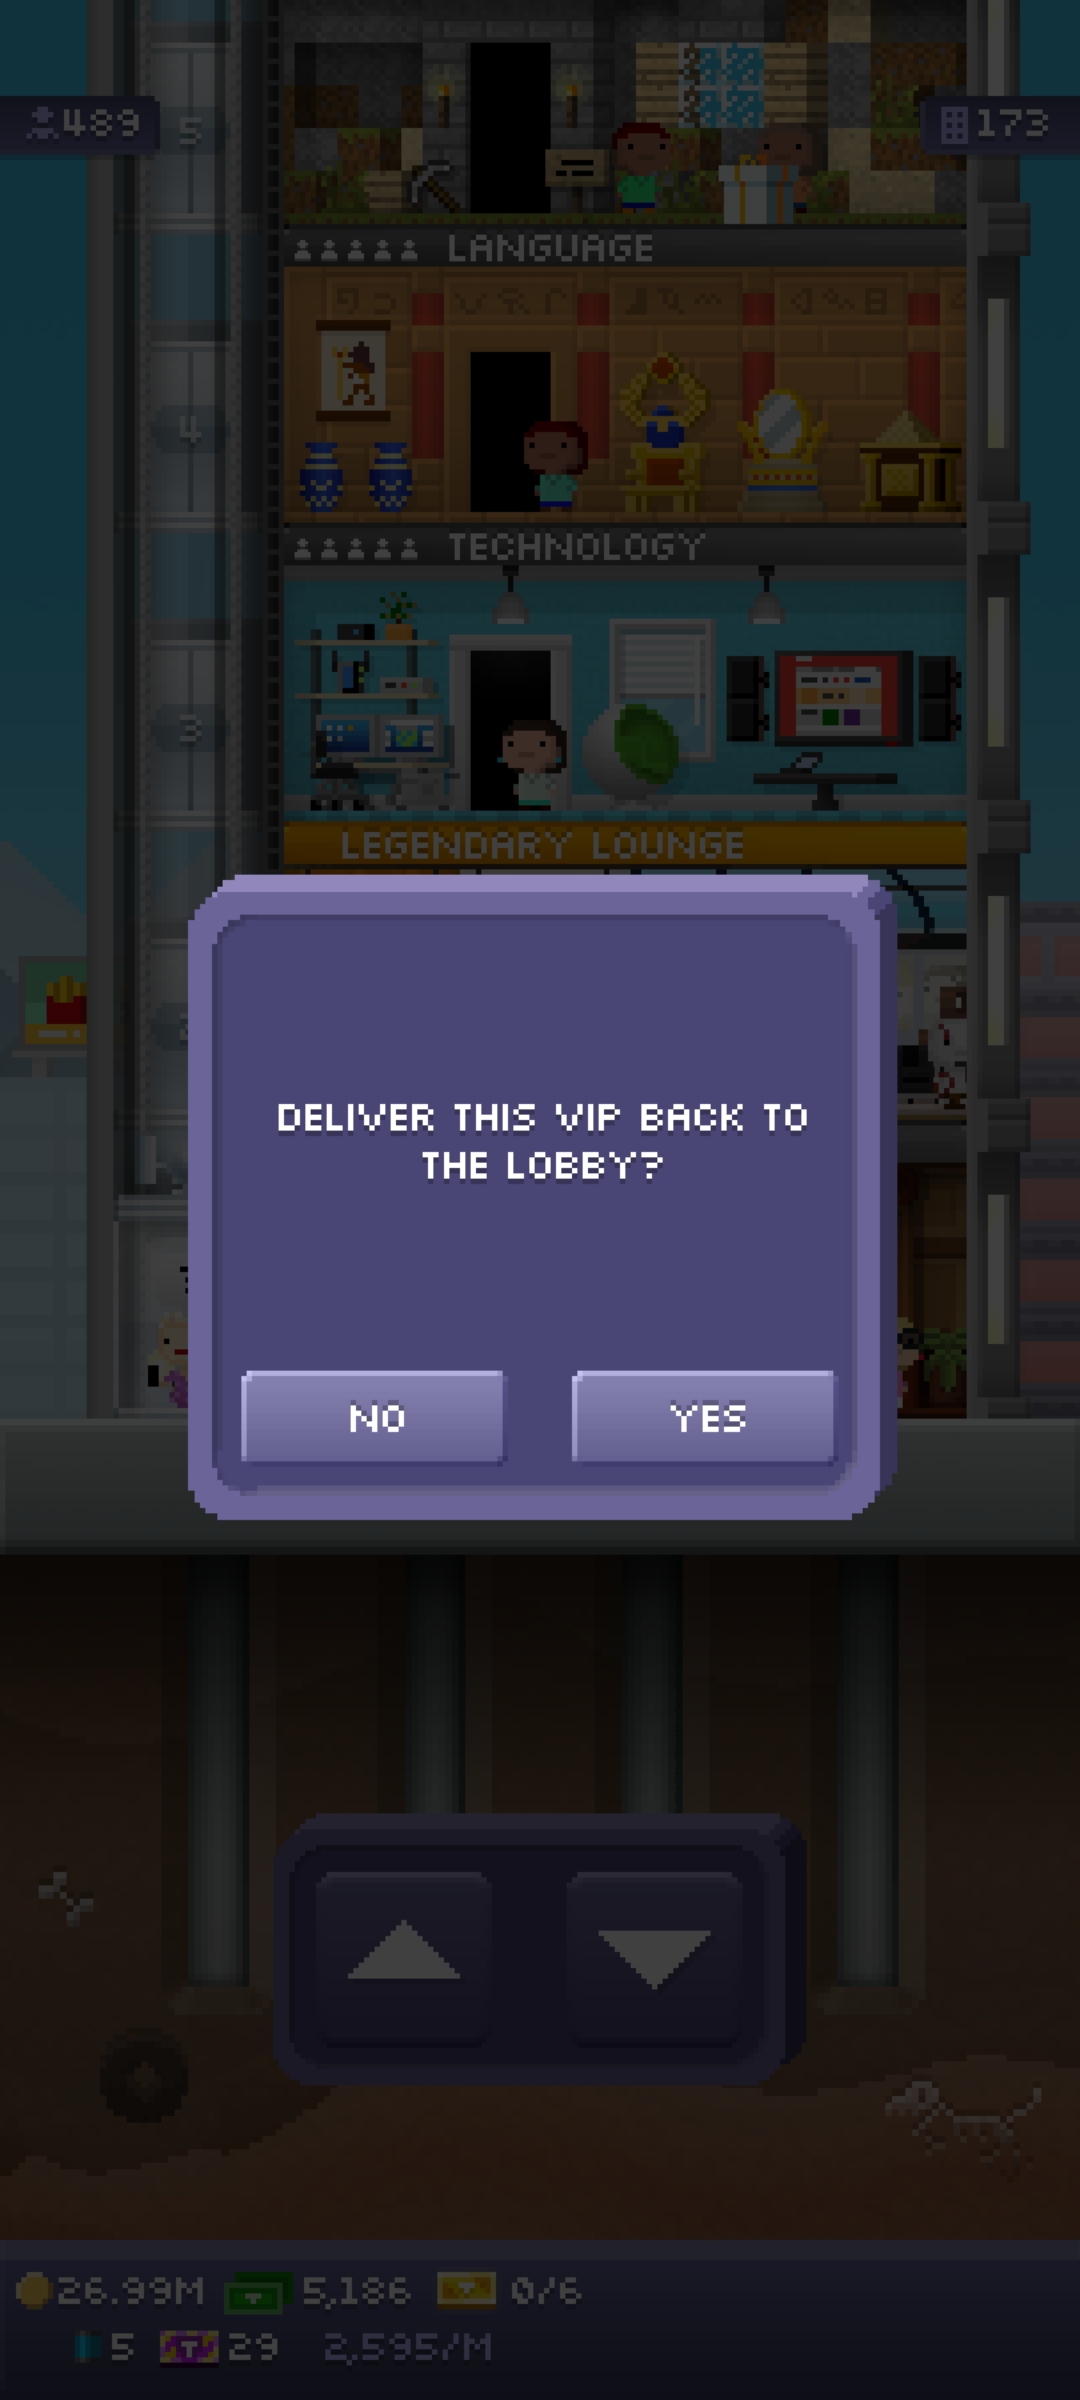 489
5
173
LANGUAGE
4
TECHNOLOGY
3
LEGENDARY LOUNGE
DELIVER THIS VIP BACK TO
THE LOBBY?
NO
YES
26.99M
5,186
0/6
5
T
29
2,595/M